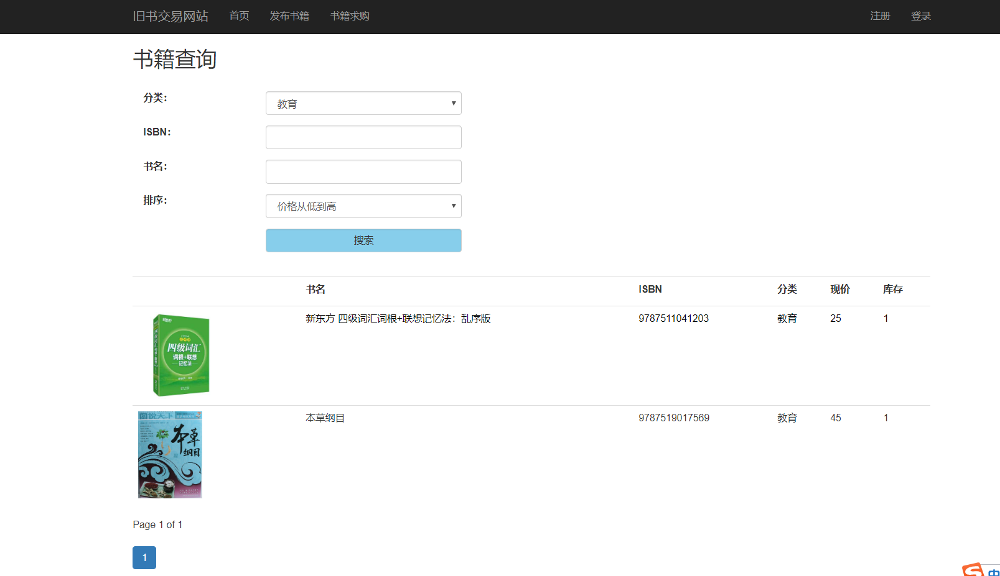 旧书交易网站 首页 发布书籍 书籍求购 注册 登录
书籍查询
分类：
教育
ISBN：
书名：
排序：
价格从低到高
搜索
书名 ISBN 分类 现价 库存
新东方 四级词汇词根+联想记忆法：乱序版 9787511041203 教育 25 1
新东方
四级词汇
词根+联想
记忆法
本草纲目 9787519017569 教育 45 1
图说天下
本草
纲目
Page 1 of 1
1
中